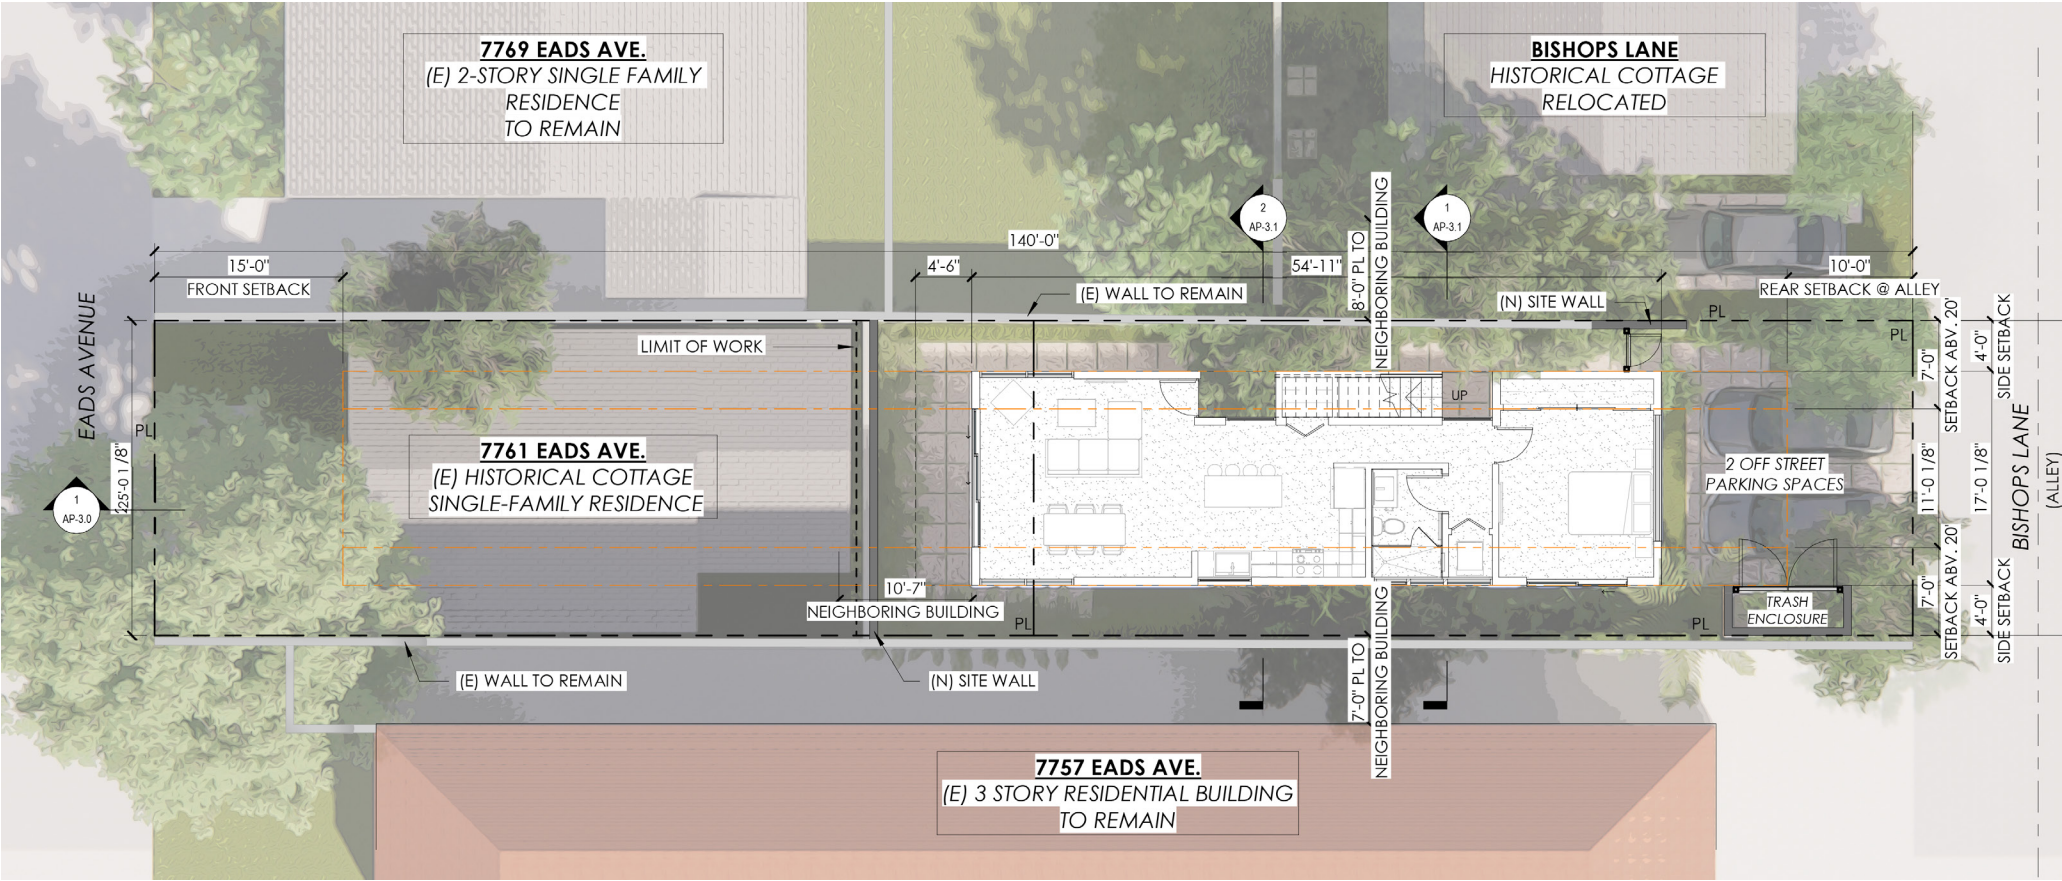 7769 EADS AVE.
(E) 2-STORY SINGLE FAMILY
RESIDENCE
TO REMAIN
BISHOPS LANE
HISTORICAL COTTAGE
RELOCATED
2
AP-3.1
1
AP-3.1
140'-0"
15'-0"
FRONT SETBACK
4'-6"
54'-11"
8'-0" PL TO
NEIGHBORING BUILDING
10'-0"
REAR SETBACK @ ALLEY
(E) WALL TO REMAIN
(N) SITE WALL
PL
PL
LIMIT OF WORK
EADS AVENUE
PL
25'-0 1/8"
1
AP-3.0
7761 EADS AVE.
(E) HISTORICAL COTTAGE
SINGLE-FAMILY RESIDENCE
UP
2 OFF STREET
PARKING SPACES
7'-0"
SETBACK ABV. 20'
4'-0"
SIDE SETBACK
11'-0 1/8"
17'-0 1/8"
BISHOPS LANE
(ALLEY)
7'-0"
SETBACK ABV. 20'
4'-0"
SIDE SETBACK
10'-7"
NEIGHBORING BUILDING
PL
PL
TRASH
ENCLOSURE
(E) WALL TO REMAIN
(N) SITE WALL
7'-0" PL TO
NEIGHBORING BUILDING
7757 EADS AVE.
(E) 3 STORY RESIDENTIAL BUILDING
TO REMAIN